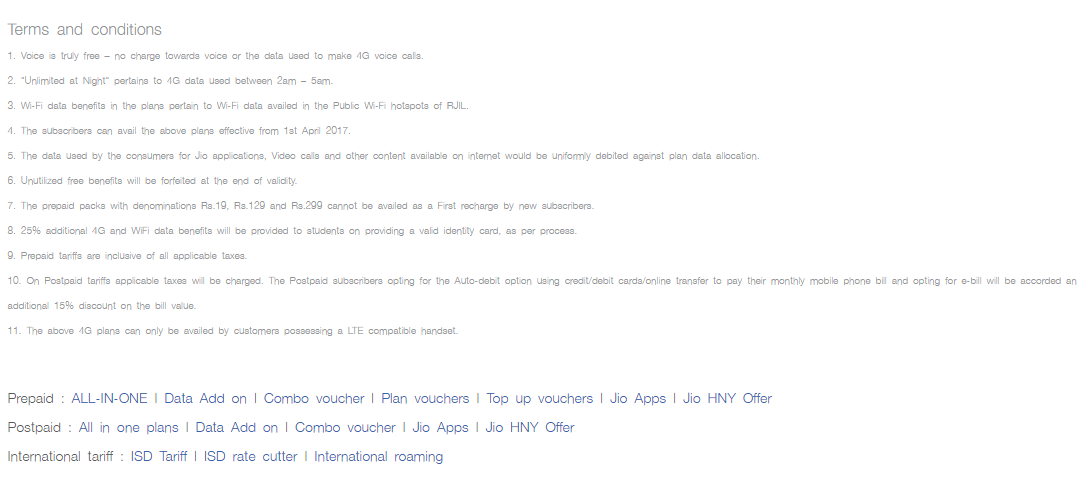 Terms and conditions
1. Voice is truly free – no charge towards voice or the data used to make 4G voice calls.
2. "Unlimited at Night" pertains to 4G data used between 2am – 5am.
3. Wi-Fi data benefits in the plans pertain to Wi-Fi data availed in the Public Wi-Fi hotspots of RJIL.
4. The subscribers can avail the above plans effective from 1st April 2017.
5. The data used by the consumers for Jio applications, Video calls and other content available on internet would be uniformly debited against plan data allocation.
6. Unutilized free benefits will be forfeited at the end of validity.
7. The prepaid packs with denominations Rs.19, Rs.129 and Rs.299 cannot be availed as a First recharge by new subscribers.
8. 25% additional 4G and WiFi data benefits will be provided to students on providing a valid identity card, as per process.
9. Prepaid tariffs are inclusive of all applicable taxes.
10. On Postpaid tariffs applicable taxes will be charged. The Postpaid subscribers opting for the Auto-debit option using credit/debit cards/online transfer to pay their monthly mobile phone bill and opting for e-bill will be accorded an
additional 15% discount on the bill value.
11. The above 4G plans can only be availed by customers possessing a LTE compatible handset.
Prepaid : ALL-IN-ONE | Data Add on | Combo voucher | Plan vouchers | Top up vouchers | Jio Apps | Jio HNY Offer
Postpaid : All in one plans | Data Add on | Combo voucher | Jio Apps | Jio HNY Offer
International tariff : ISD Tariff | ISD rate cutter | International roaming